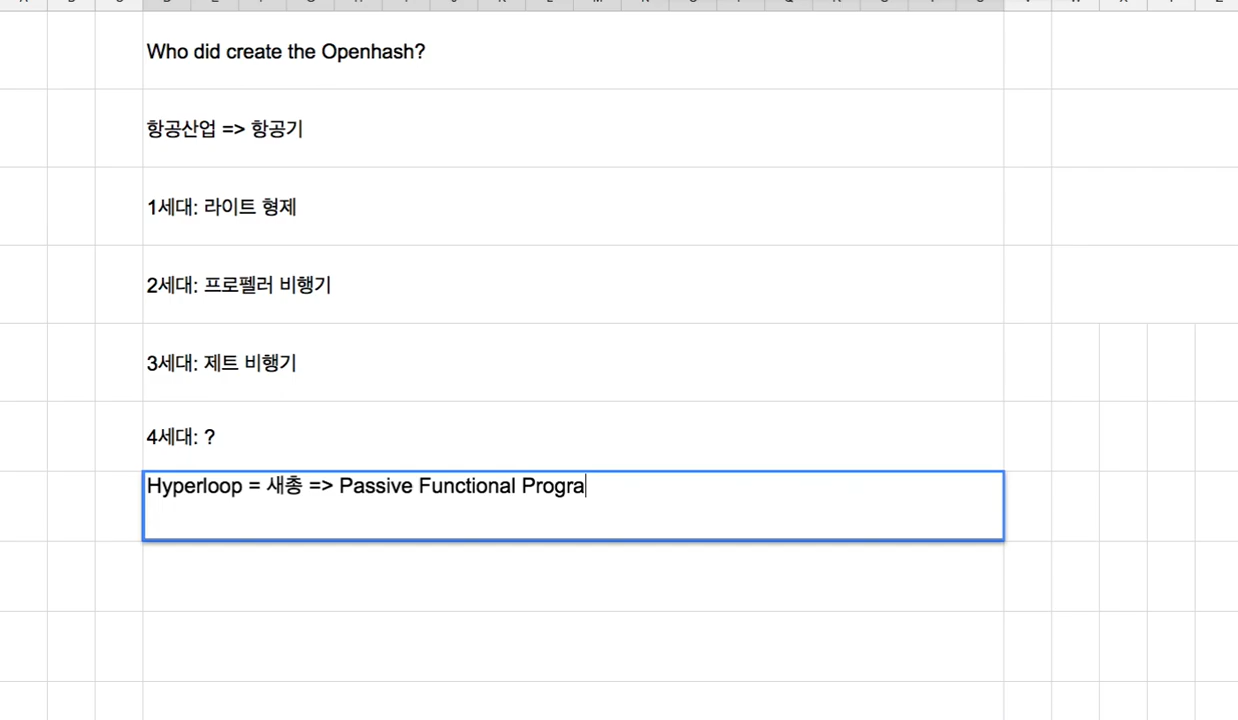 Who did create the Openhash?
항공산업 => 항공기
1세대: 라이트 형제
2세대: 프로펠러 비행기
3세대: 제트 비행기
4세대: ?
Hyperloop = 새총 => Passive Functional Progra